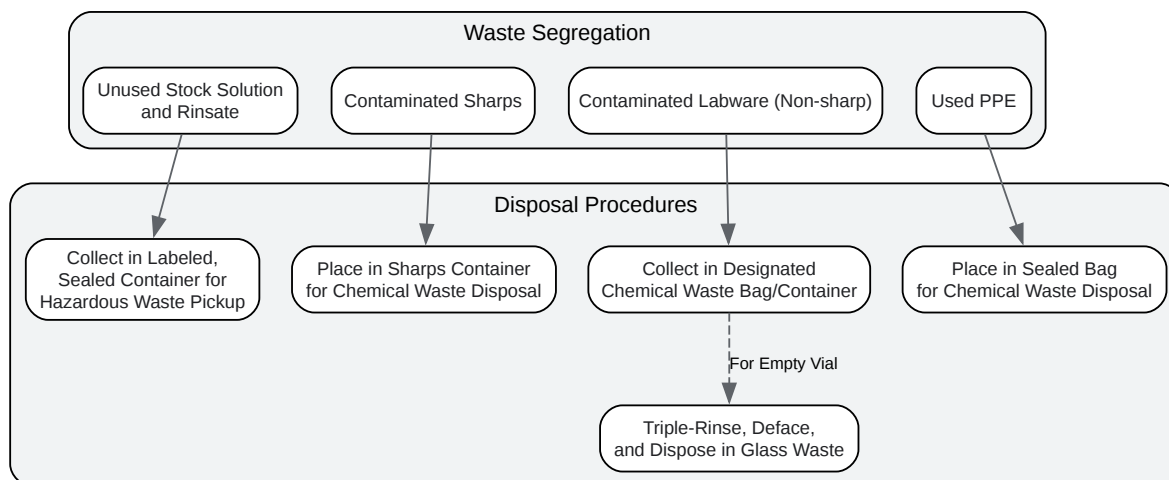 Waste Segregation
Unused Stock Solution
and Rinsate
Contaminated Sharps
Contaminated Labware (Non-sharp)
Used PPE
Disposal Procedures
Collect in Labeled,
Sealed Container for
Hazardous Waste Pickup
Place in Sharps Container
for Chemical Waste Disposal
Collect in Designated
Chemical Waste Bag/Container
Place in Sealed Bag
for Chemical Waste Disposal
For Empty Vial
Triple-Rinse, Deface,
and Dispose in Glass Waste